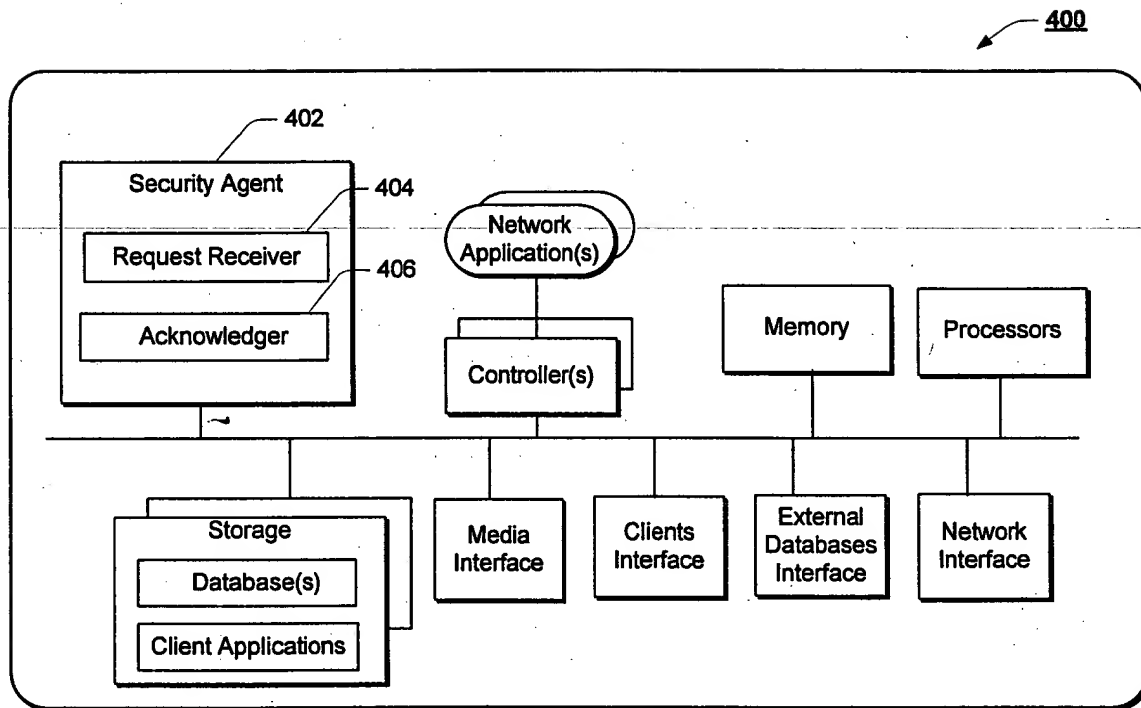 400
402
Security Agent
404
Request Receiver
406
Acknowledger
Network
Application(s)
Controller(s)
Memory
Processors
Storage
Database(s)
Client Applications
Media
Interface
Clients
Interface
External
Databases
Interface
Network
Interface